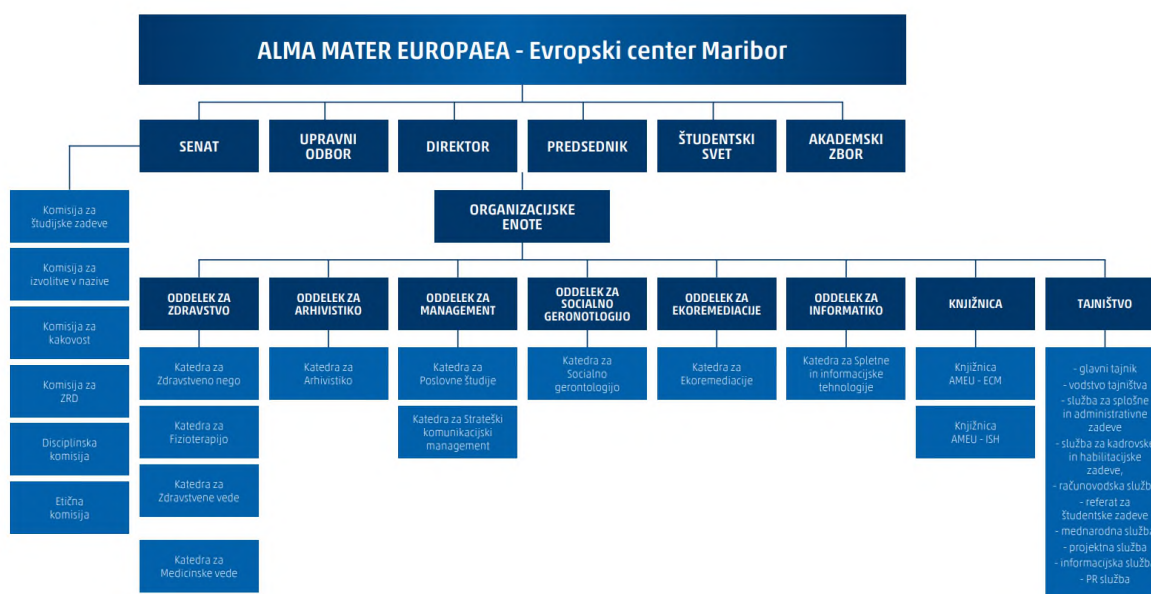 ALMA MATER EUROPAEA - Evropski center Maribor
SENAT
UPRAVNI
ODBOR
DIREKTOR
PREDSEDNIK
ŠTUDENTSKI
SVET
AKADEMSKI
ZBOR
Komisija za
študijske zadeve
Komisija za
izvolitve v nazive
Komisija za
kakovost
Komisija za
ZRD
Disciplinska
komisija
Etična
komisija
ORGANIZACIJSKE
ENOTE
ODDELEK ZA
ZDRAVSTVO
Katedra za
Zdravstveno nego
Katedra za
Fizioterapijo
Katedra za
Zdravstvene vede
Katedra za
Medicinske vede
ODDELEK ZA
ARHIVISTIKO
Katedra za
Arhivistiko
ODDELEK ZA
MANAGEMENT
Katedra za
Poslovne študije
Katedra za Strateški
komunikacijski
management
ODDELEK ZA
SOCIALNO
GERONOTLOGIJO
Katedra za
Socialno
gerontologijo
ODDELEK ZA
EKOREMEDIACIJE
Katedra za
Ekoremediacije
ODDELEK ZA
INFORMATIKO
Katedra za Spletne
in informacijske
tehnologije
KNJIŽNICA
Knjižnica
AMEU - ECM
Knjižnica
AMEU - ISH
TAJNIŠTVO
- glavni tajnik
- vodstvo tajništva
- služba za splošne
in administrativne
zadeve
- služba za kadrovske
in habilitacijske
zadeve,
- računovodska služb
- referat za
študentske zadeve
- mednarodna služba
- projektna služba
- informacijska služba
- PR služba